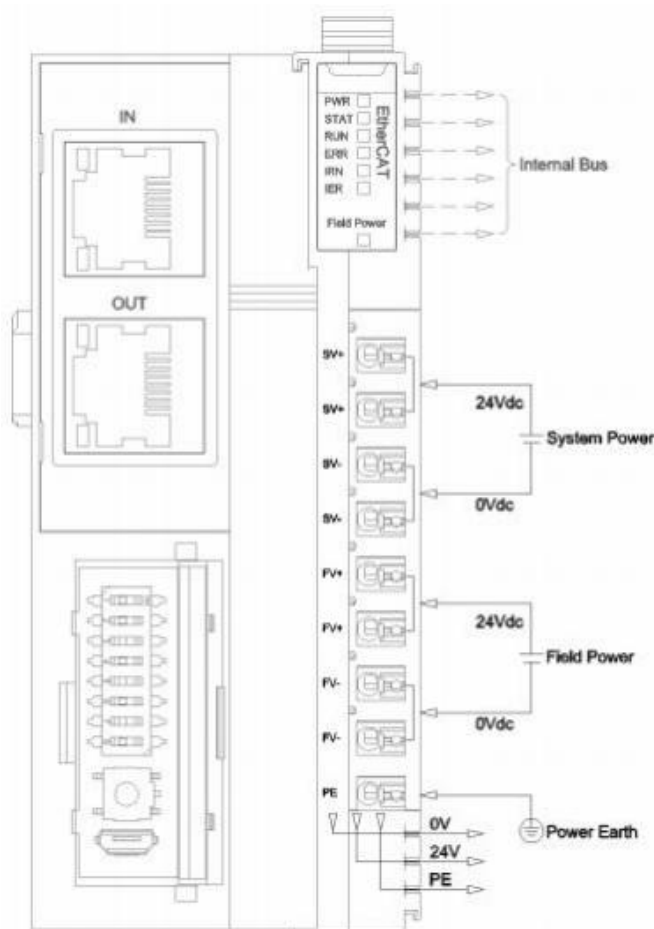 IN
OUT
PWR
STAT
RUN
ERR
IRN
IER
EtherCAT
Field Power
Internal Bus
SV+
SV+
SV-
SV-
FV+
FV+
FV-
FV-
PE
24Vdc
System Power
0Vdc
24Vdc
Field Power
0Vdc
Power Earth
0V
24V
PE